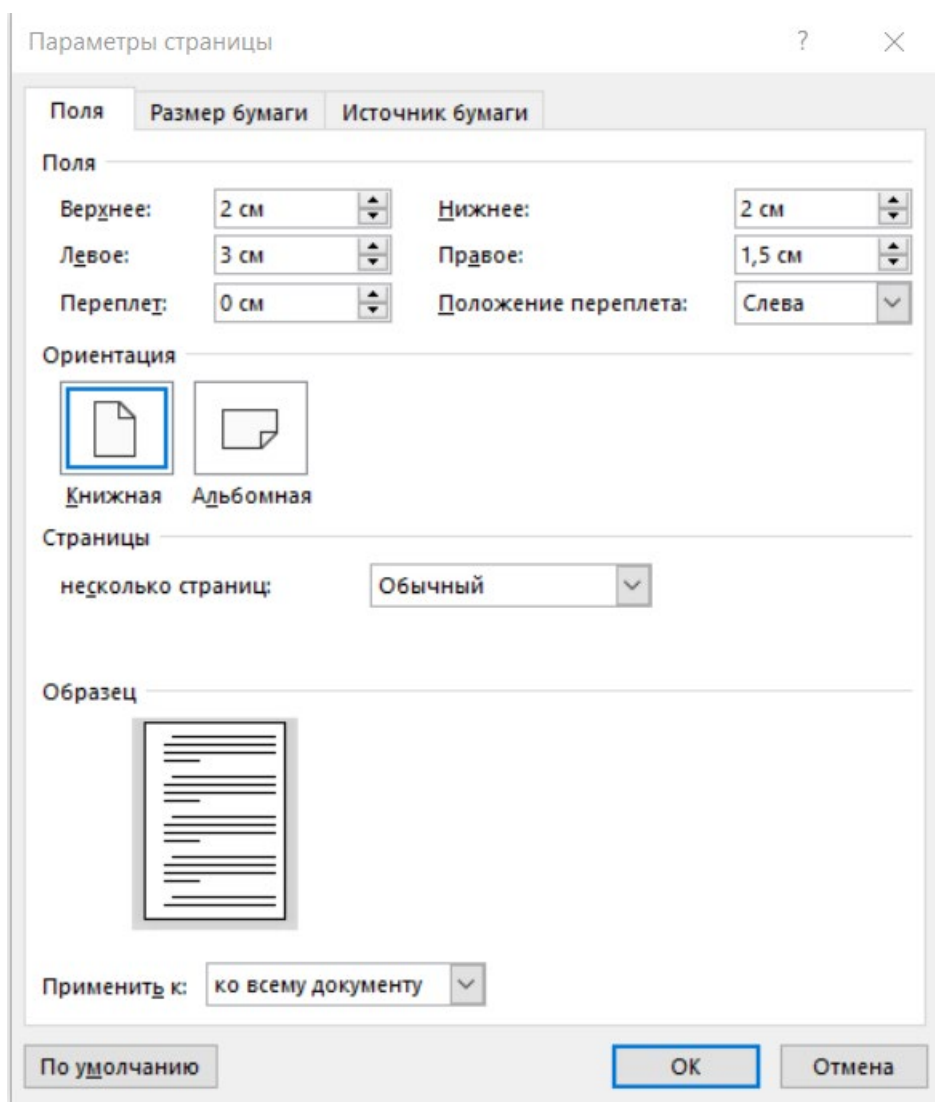 Параметры страницы ?
Поля Размер бумаги Источник бумаги
Поля
Верхнее: 2 см Нижнее: 2 см
Левое: 3 см Правое: 1,5 см
Переплет: 0 см Положение переплета: Слева
Ориентация
Книжная Альбомная
Страницы
несколько страниц: Обычный
Образец
Применить к: ко всему документу
По умолчанию ОК Отмена